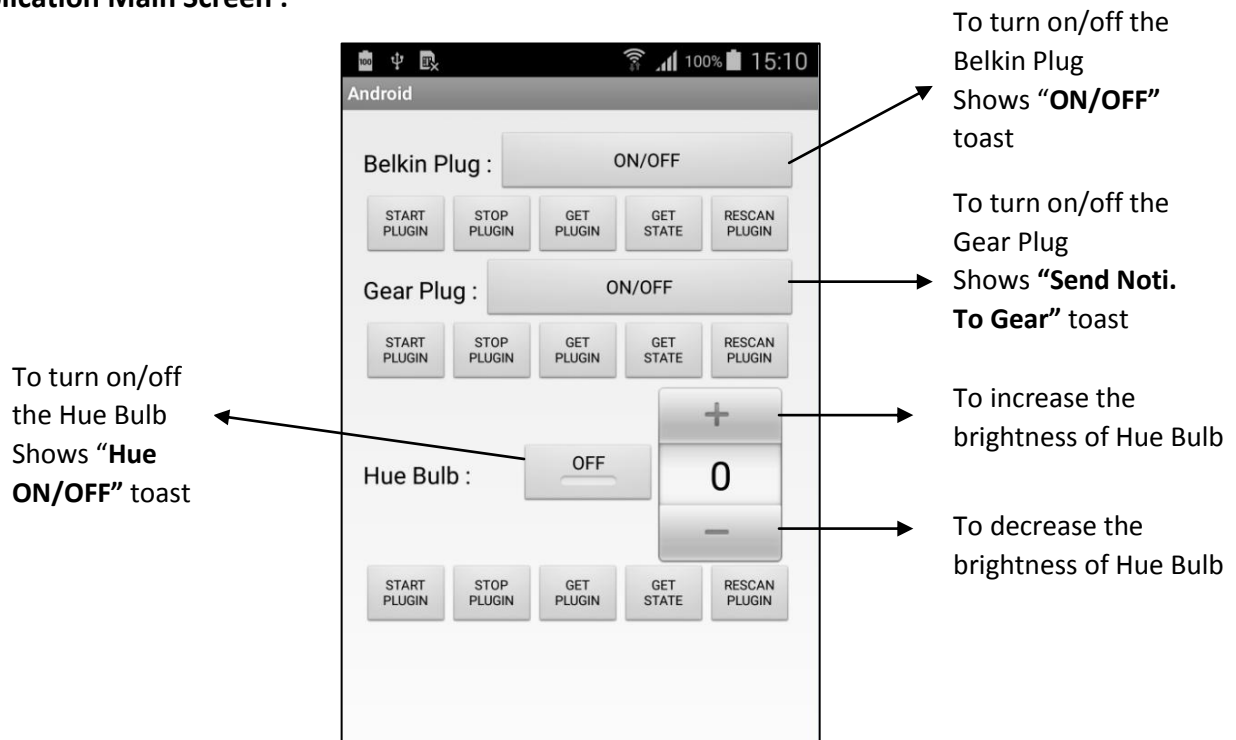 lication Main Screen :
To turn on/off the
Belkin Plug
Shows “ON/OFF”
toast
100 100% 15:10
Android
Belkin Plug : ON/OFF
START PLUGIN STOP PLUGIN GET PLUGIN GET STATE RESCAN PLUGIN
To turn on/off the
Gear Plug
Shows “Send Noti.
To Gear” toast
Gear Plug : ON/OFF
START PLUGIN STOP PLUGIN GET PLUGIN GET STATE RESCAN PLUGIN
To turn on/off
the Hue Bulb
Shows “Hue
ON/OFF” toast
Hue Bulb : OFF
+
0
−
To increase the
brightness of Hue Bulb
To decrease the
brightness of Hue Bulb
START PLUGIN STOP PLUGIN GET PLUGIN GET STATE RESCAN PLUGIN